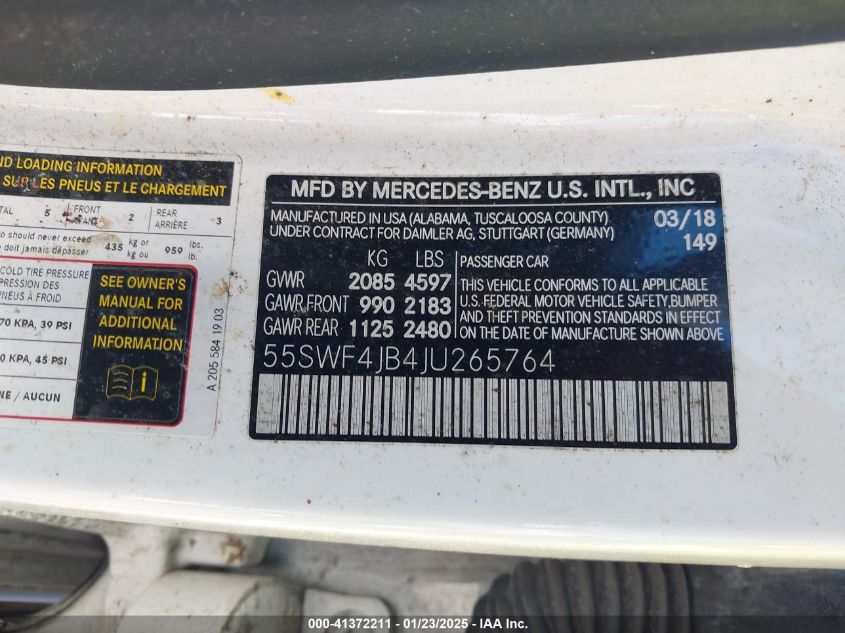 ND LOADING INFORMATION
SUR LES PNEUS ET LE CHARGEMENT
TAL 5 FRONT 2 REAR ARRIÈRE 3
should never exceed
doit jamais dépasser 435 kg or kg ou 959 lbs. lb.
COLD TIRE PRESSURE
PRESSION DES
PNEUS À FROID
70 KPA, 39 PSI
0 KPA, 45 PSI
NE / AUCUN
SEE OWNER'S
MANUAL FOR
ADDITIONAL
INFORMATION
A 205 584 19 03
MFD BY MERCEDES-BENZ U.S. INTL., INC
MANUFACTURED IN USA (ALABAMA, TUSCALOOSA COUNTY) 03/18
UNDER CONTRACT FOR DAIMLER AG, STUTTGART (GERMANY) 149
KG LBS
GWR 2085 4597
GAWR FRONT 990 2183
GAWR REAR 1125 2480
PASSENGER CAR
THIS VEHICLE CONFORMS TO ALL APPLICABLE
U.S. FEDERAL MOTOR VEHICLE SAFETY, BUMPER
AND THEFT PREVENTION STANDARDS IN EFFECT
ON THE DATE OF MANUFACTURE SHOWN ABOVE.
55SWF4JB4JU265764
000-41372211 - 01/23/2025 - IAA Inc.